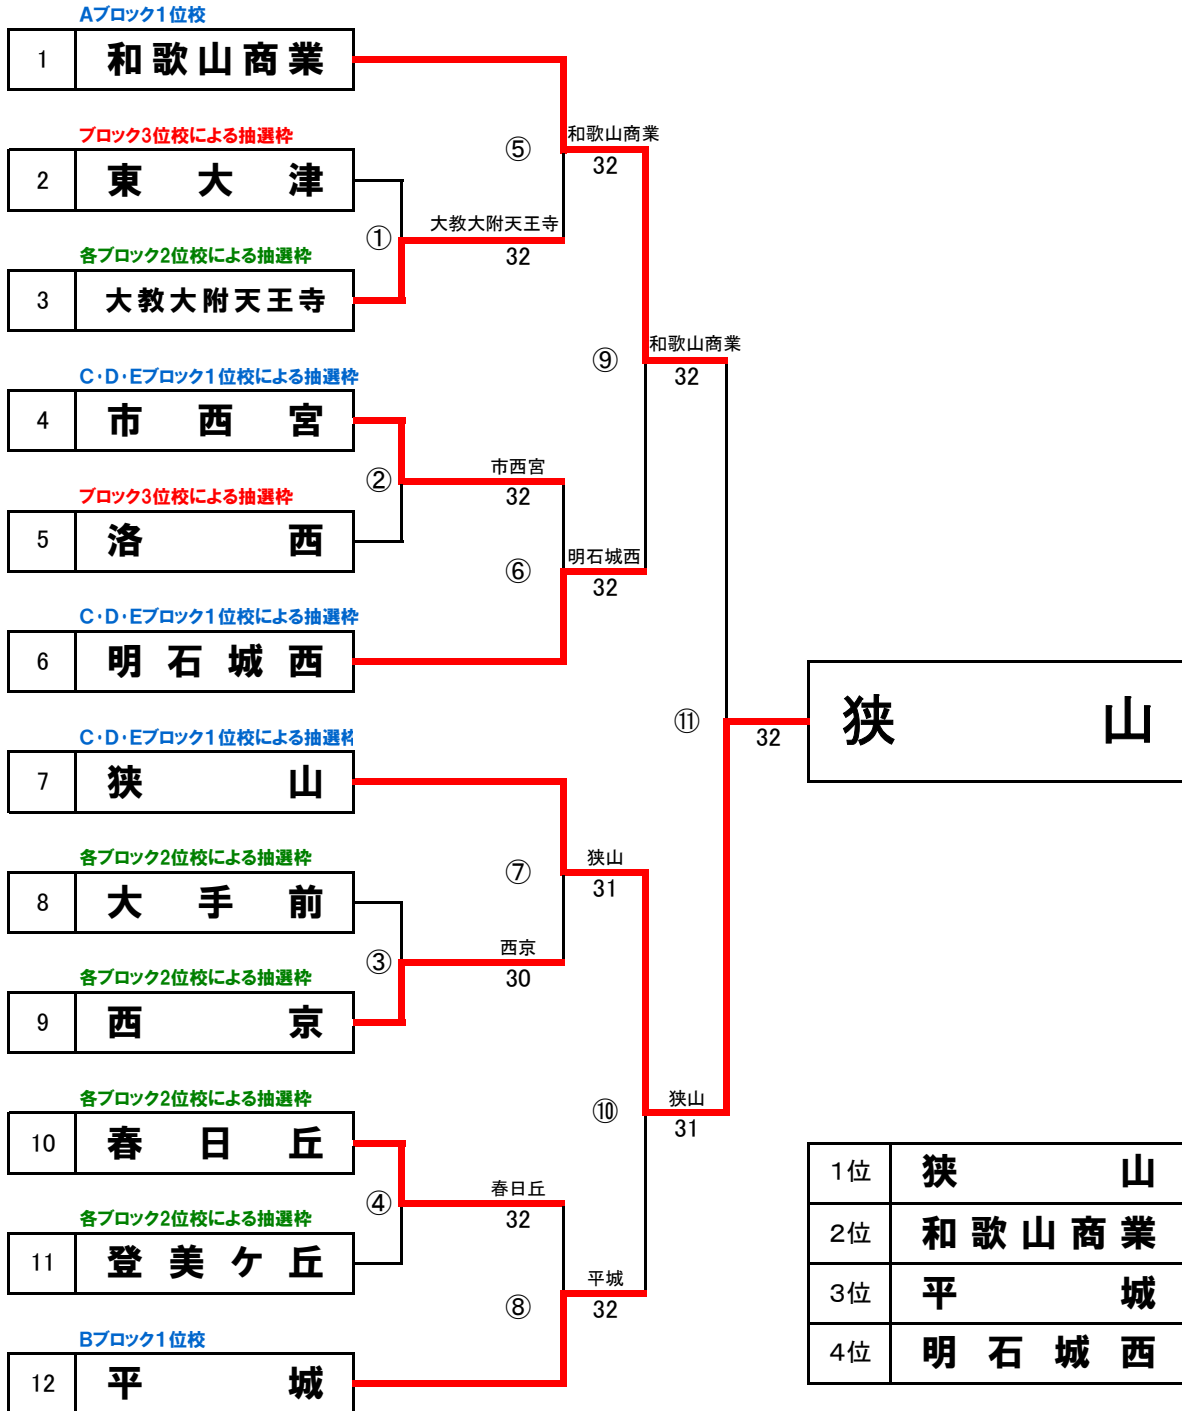 Aブロック1位校
1 和歌山商業
ブロック3位校による抽選枠
2 東大津
各ブロック2位校による抽選枠
3 大教大附天王寺
C・D・Eブロック1位校による抽選枠
4 市西宮
ブロック3位校による抽選枠
5 洛西
C・D・Eブロック1位校による抽選枠
6 明石城西
C・D・Eブロック1位校による抽選枠
7 狭山
各ブロック2位校による抽選枠
8 大手前
各ブロック2位校による抽選枠
9 西京
各ブロック2位校による抽選枠
10 春日丘
各ブロック2位校による抽選枠
11 登美ケ丘
Bブロック1位校
12 平城
①
大教大附天王寺
32
②
市西宮
32
③
西京
30
④
春日丘
32
⑤
和歌山商業
32
⑥
明石城西
32
⑦
狭山
31
⑧
平城
32
⑨
和歌山商業
32
⑩
狭山
31
⑪
32
狭山
1位 狭山
2位 和歌山商業
3位 平城
4位 明石城西